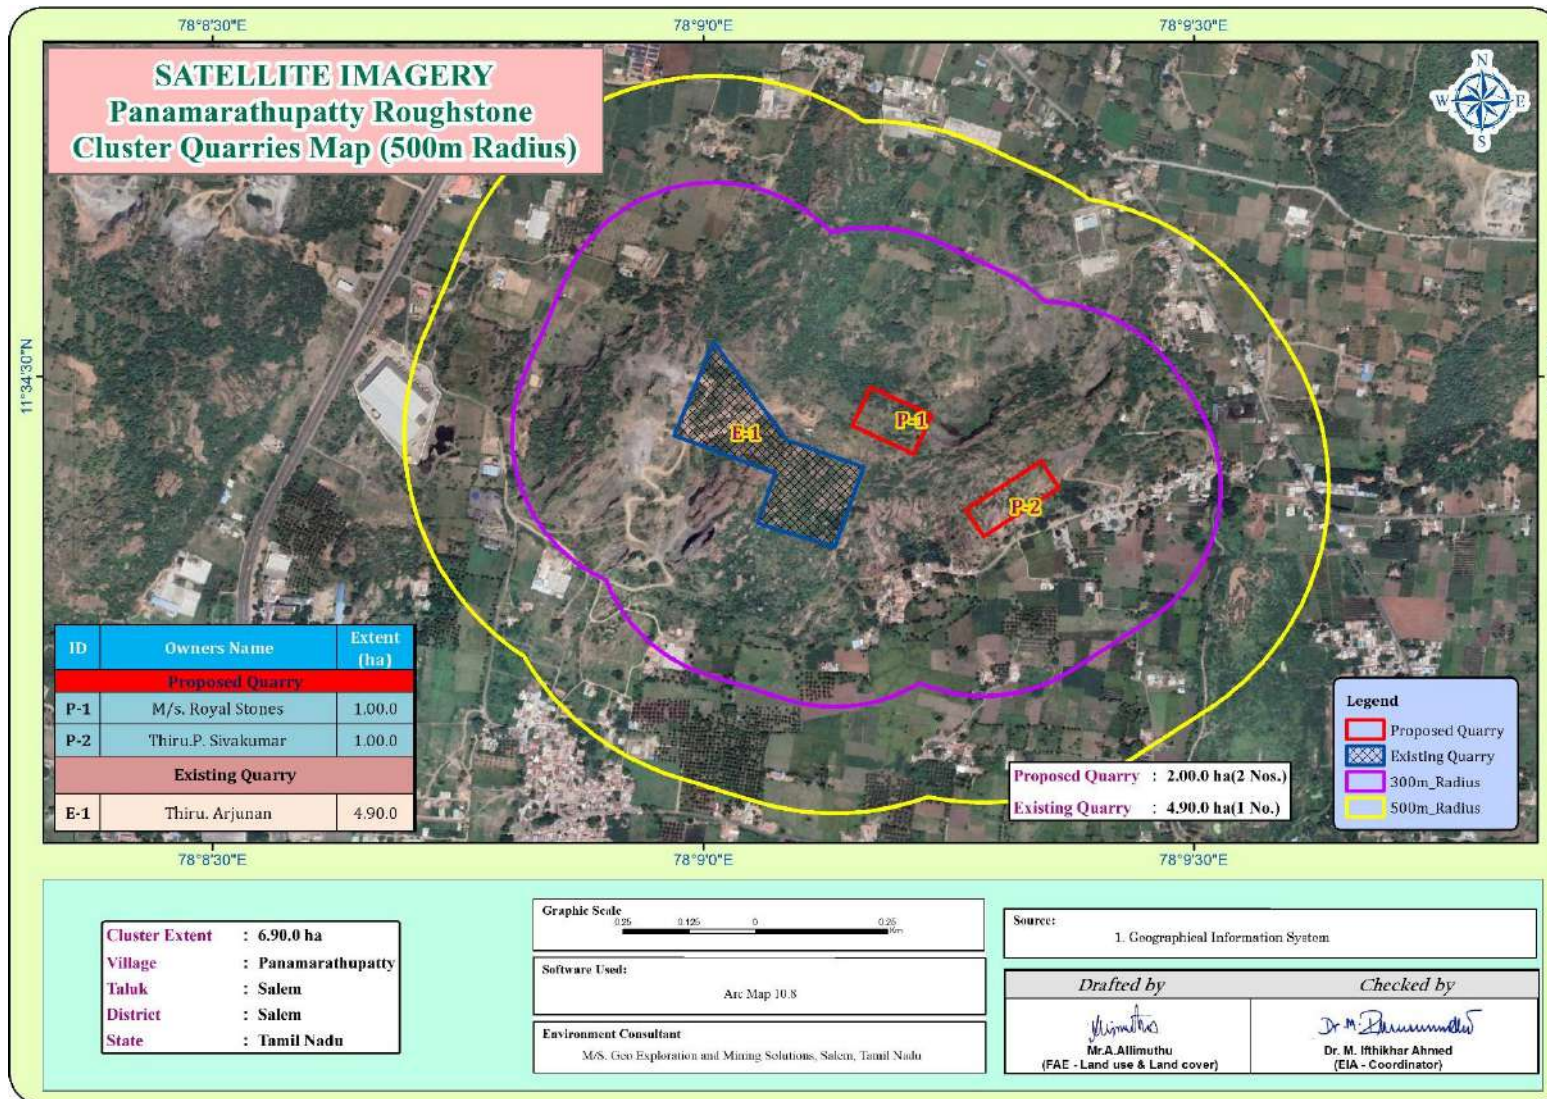 78°8'30"E
78°9'0"E
78°9'30"E
SATELLITE IMAGERY
Panamarathupatty Roughstone
Cluster Quarries Map (500m Radius)
N
W
E
S
11°34'30"N
E-1
P-1
P-2
ID
Owners Name
Extent
(ha)
Proposed Quarry
P-1 M/s. Royal Stones 1.00.0
P-2 Thiru.P. Sivakumar 1.00.0
Existing Quarry
E-1 Thiru. Arjunan 4.90.0
Proposed Quarry : 2.00.0 ha(2 Nos.)
Existing Quarry : 4.90.0 ha(1 No.)
Legend
Proposed Quarry
Existing Quarry
300m_Radius
500m_Radius
78°8'30"E
78°9'0"E
78°9'30"E
Cluster Extent : 6.90.0 ha
Village : Panamarathupatty
Taluk : Salem
District : Salem
State : Tamil Nadu
Graphic Scale
0.25 0.125 0 0.25
Km
Software Used:
Arc Map 10.8
Environment Consultant
M/S. Geo Exploration and Mining Solutions, Salem, Tamil Nadu
Source:
1. Geographical Information System
Drafted by
Checked by
Mr.A.Allimuthu
(FAE - Land use & Land cover)
Dr. M. Ifthikhar Ahmed
(EIA - Coordinator)